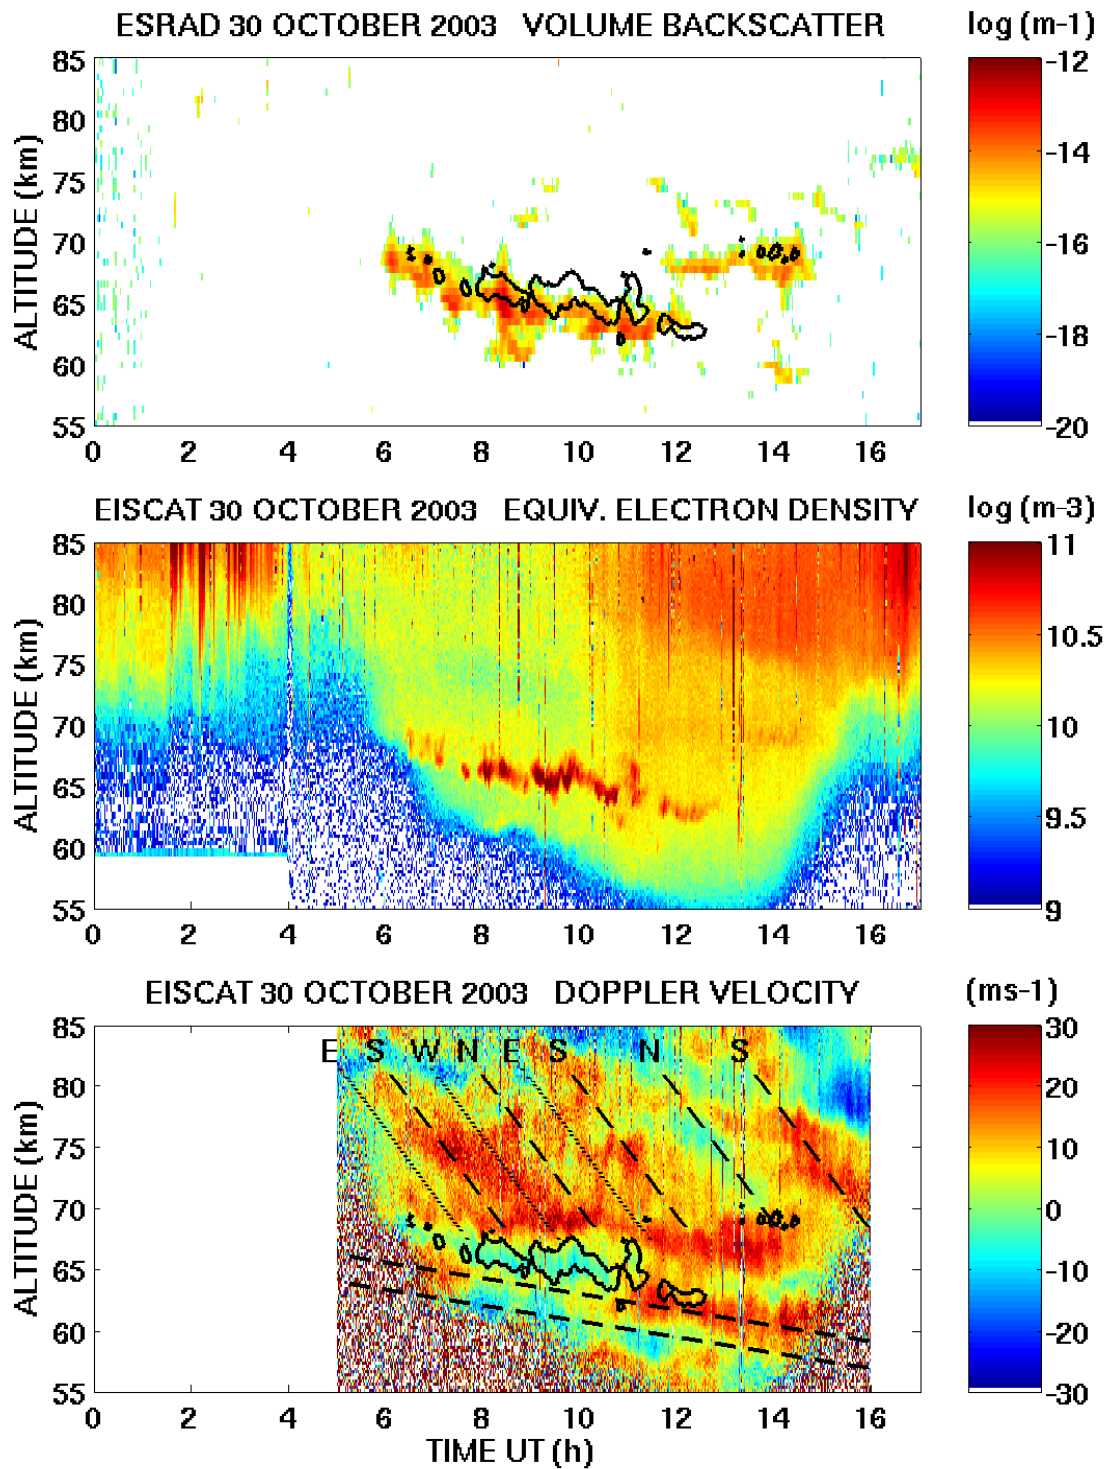 ESRAD 30 OCTOBER 2003 VOLUME BACKSCATTER
log (m-1)
85
80
75
70
65
60
55
ALTITUDE (km)
0 2 4 6 8 10 12 14 16
-12
-14
-16
-18
-20
EISCAT 30 OCTOBER 2003 EQUIV. ELECTRON DENSITY
log (m-3)
85
80
75
70
65
60
55
ALTITUDE (km)
0 2 4 6 8 10 12 14 16
11
10.5
10
9.5
9
EISCAT 30 OCTOBER 2003 DOPPLER VELOCITY
(ms-1)
85
80
75
70
65
60
55
ALTITUDE (km)
E S W N E S N S
0 2 4 6 8 10 12 14 16
TIME UT (h)
30
20
10
0
-10
-20
-30